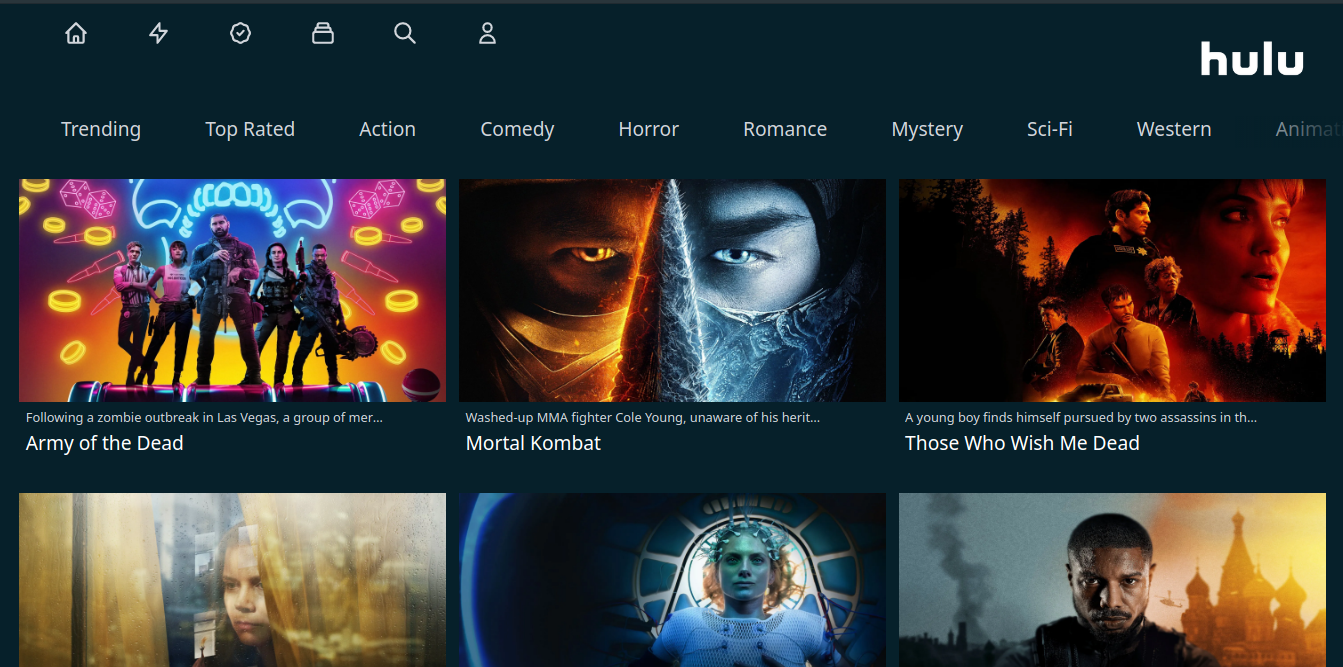 hulu
Trending Top Rated Action Comedy Horror Romance Mystery Sci-Fi Western Animat
Following a zombie outbreak in Las Vegas, a group of mer...
Army of the Dead
Washed-up MMA fighter Cole Young, unaware of his herit...
Mortal Kombat
A young boy finds himself pursued by two assassins in th...
Those Who Wish Me Dead